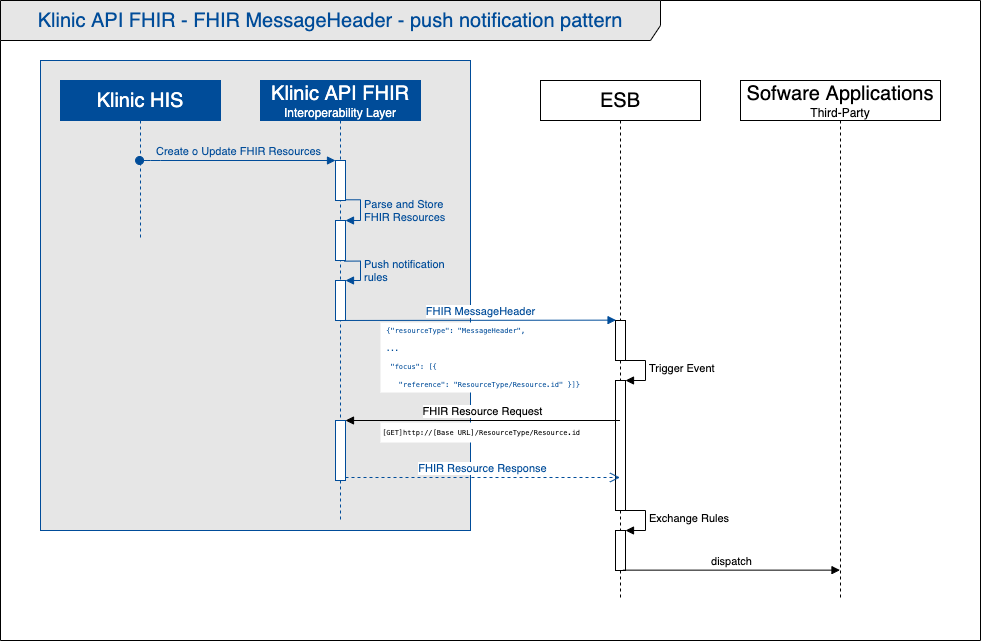 Klinic API FHIR - FHIR MessageHeader - push notification pattern
Klinic HIS
Klinic API FHIR
Interoperability Layer
ESB
Sofware Applications
Third-Party
Create o Update FHIR Resources
Parse and Store
FHIR Resources
Push notification
rules
FHIR MessageHeader
{"resourceType": "MessageHeader",
...
"focus": [{
"reference": "ResourceType/Resource.id" }]}
Trigger Event
FHIR Resource Request
[GET]http://[Base URL]/ResourceType/Resource.id
FHIR Resource Response
Exchange Rules
dispatch